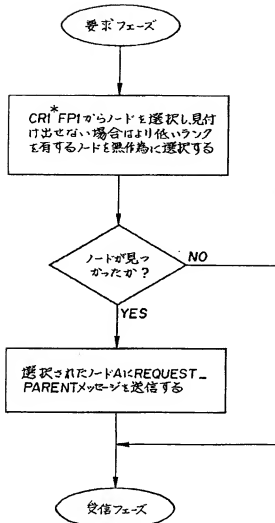 要求フェーズ
CR1*FP1からノードを選択し、見付
け出せない場合はより低いランク
を有するノードを無作為に選択する
ノードが見つ
かったか?
NO
YES
選択されたノードAiにREQUEST_
PARENTメッセージを送信する
受信フェーズ